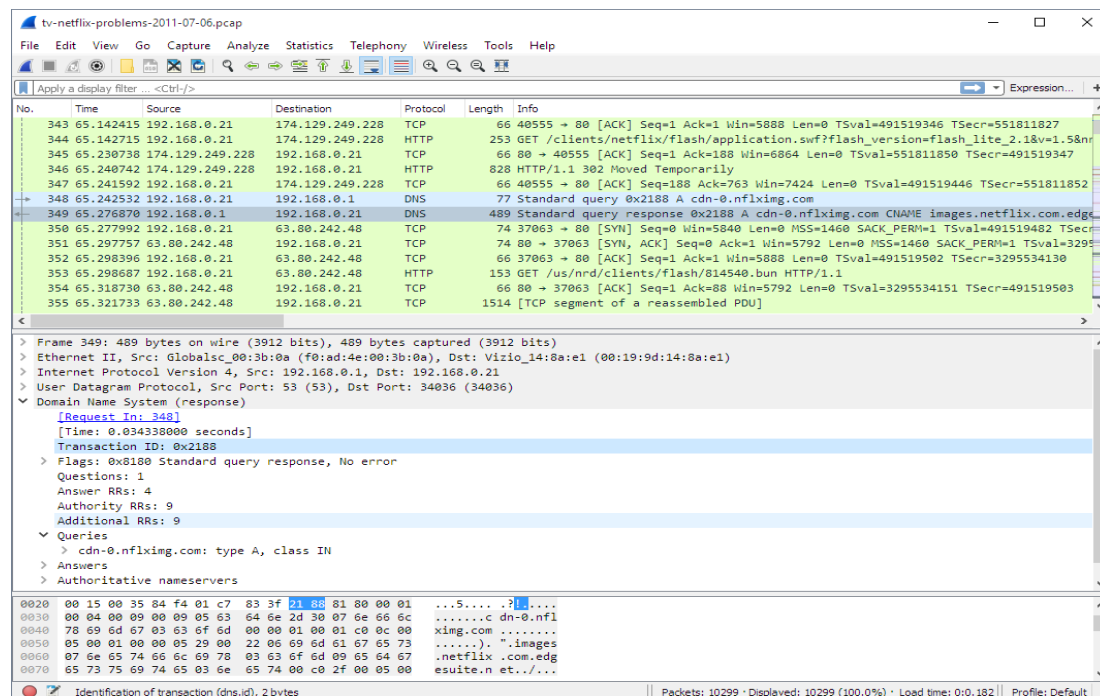 tv-netflix-problems-2011-07-06.pcap
File Edit View Go Capture Analyze Statistics Telephony Wireless Tools Help
Apply a display filter ... <Ctrl-/> Expression... +
No. Time Source Destination Protocol Length Info
343 65.142415 192.168.0.21 174.129.249.228 TCP 66 40555 → 80 [ACK] Seq=1 Ack=1 Win=5888 Len=0 TSval=491519346 TSecr=551811827
344 65.142715 192.168.0.21 174.129.249.228 HTTP 253 GET /clients/netflix/flash/application.swf?flash_version=flash_lite_2.1&v=1.5&nr
345 65.230738 174.129.249.228 192.168.0.21 TCP 66 80 → 40555 [ACK] Seq=1 Ack=188 Win=6864 Len=0 TSval=551811850 TSecr=491519347
346 65.240742 174.129.249.228 192.168.0.21 HTTP 828 HTTP/1.1 302 Moved Temporarily
347 65.241592 192.168.0.21 174.129.249.228 TCP 66 40555 → 80 [ACK] Seq=188 Ack=763 Win=7424 Len=0 TSval=491519446 TSecr=551811852
348 65.242532 192.168.0.21 192.168.0.1 DNS 77 Standard query 0x2188 A cdn-0.nflximg.com
349 65.276870 192.168.0.1 192.168.0.21 DNS 489 Standard query response 0x2188 A cdn-0.nflximg.com CNAME images.netflix.com.edge
350 65.277992 192.168.0.21 63.80.242.48 TCP 74 37063 → 80 [SYN] Seq=0 Win=5840 Len=0 MSS=1460 SACK_PERM=1 TSval=491519482 TSecr
351 65.297757 63.80.242.48 192.168.0.21 TCP 74 80 → 37063 [SYN, ACK] Seq=0 Ack=1 Win=5792 Len=0 MSS=1460 SACK_PERM=1 TSval=3295
352 65.298396 192.168.0.21 63.80.242.48 TCP 66 37063 → 80 [ACK] Seq=1 Ack=1 Win=5888 Len=0 TSval=491519502 TSecr=3295534130
353 65.298687 192.168.0.21 63.80.242.48 HTTP 153 GET /us/nrd/clients/flash/814540.bun HTTP/1.1
354 65.318730 63.80.242.48 192.168.0.21 TCP 66 80 → 37063 [ACK] Seq=1 Ack=88 Win=5792 Len=0 TSval=3295534151 TSecr=491519503
355 65.321733 63.80.242.48 192.168.0.21 TCP 1514 [TCP segment of a reassembled PDU]
> Frame 349: 489 bytes on wire (3912 bits), 489 bytes captured (3912 bits)
> Ethernet II, Src: Globalsc_00:3b:0a (f0:ad:4e:00:3b:0a), Dst: Vizio_14:8a:e1 (00:19:9d:14:8a:e1)
> Internet Protocol Version 4, Src: 192.168.0.1, Dst: 192.168.0.21
> User Datagram Protocol, Src Port: 53 (53), Dst Port: 34036 (34036)
Domain Name System (response)
[Request In: 348]
[Time: 0.034338000 seconds]
Transaction ID: 0x2188
> Flags: 0x8180 Standard query response, No error
Questions: 1
Answer RRs: 4
Authority RRs: 9
Additional RRs: 9
Queries
> cdn-0.nflximg.com: type A, class IN
> Answers
> Authoritative nameservers
0020 00 15 00 35 84 f4 01 c7 83 3f 21 88 81 80 00 01 ...5.... .?!.....
0030 00 04 00 09 00 09 05 63 64 6e 2d 30 07 6e 66 6c .......c dn-0.nfl
0040 78 69 6d 67 03 63 6f 6d 00 00 01 00 01 c0 0c 00 ximg.com ........
0050 05 00 01 00 00 05 29 00 22 06 69 6d 61 67 65 73 ......). ".images
0060 07 6e 65 74 66 6c 69 78 03 63 6f 6d 09 65 64 67 .netflix .com.edg
0070 65 73 75 69 74 65 03 6e 65 74 00 c0 2f 00 05 00 esuite.n et../...
Identification of transaction (dns.id), 2 bytes Packets: 10299 · Displayed: 10299 (100.0%) · Load time: 0:0.182 Profile: Default